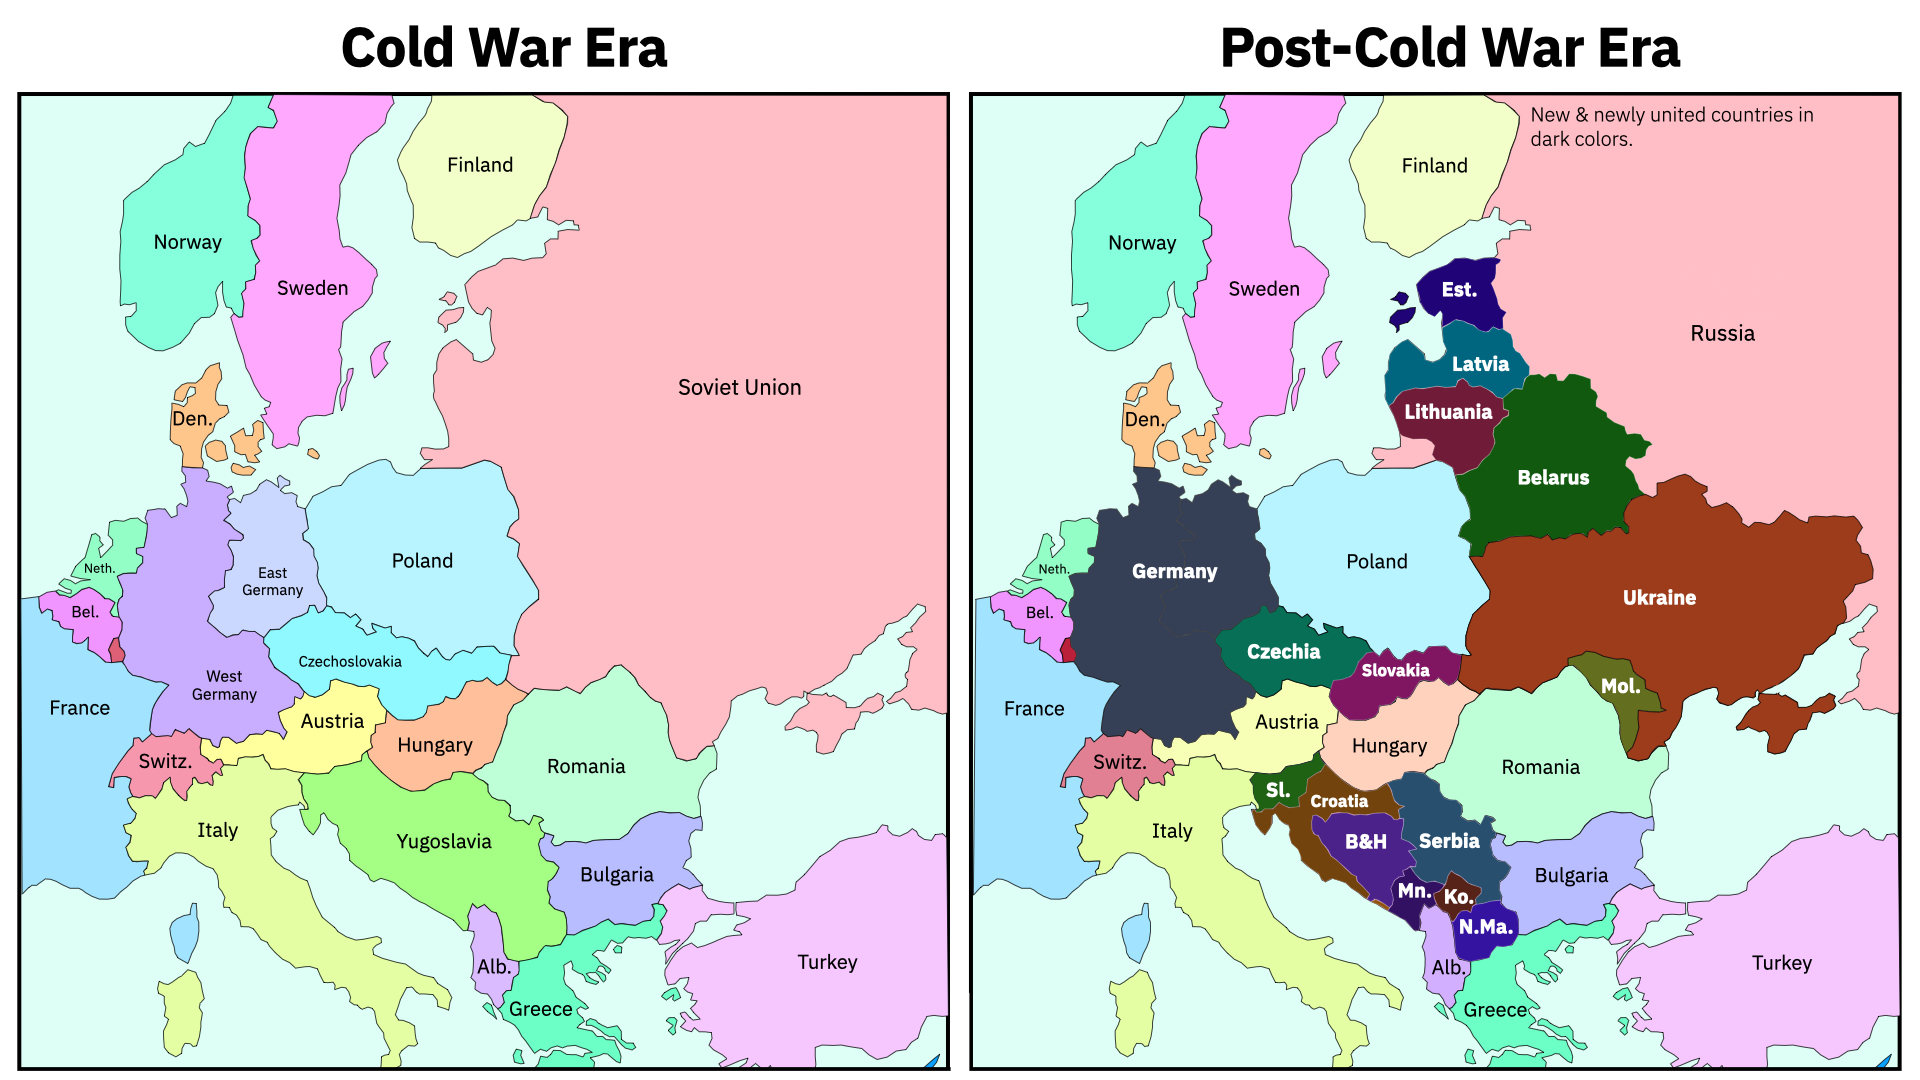 Cold War Era
Norway
Sweden
Finland
Soviet Union
Den.
Neth.
Bel.
East
Germany
Poland
West
Germany
Czechoslovakia
France
Austria
Switz.
Hungary
Romania
Italy
Yugoslavia
Bulgaria
Alb.
Greece
Turkey
Post-Cold War Era
New & newly united countries in
dark colors.
Finland
Norway
Sweden
Est.
Russia
Latvia
Lithuania
Den.
Belarus
Neth.
Germany
Poland
Ukraine
Bel.
Czechia
Slovakia
Mol.
France
Austria
Hungary
Switz.
Romania
Sl.
Croatia
Italy
B&H
Serbia
Bulgaria
Mn.
Ko.
N.Ma.
Alb.
Greece
Turkey